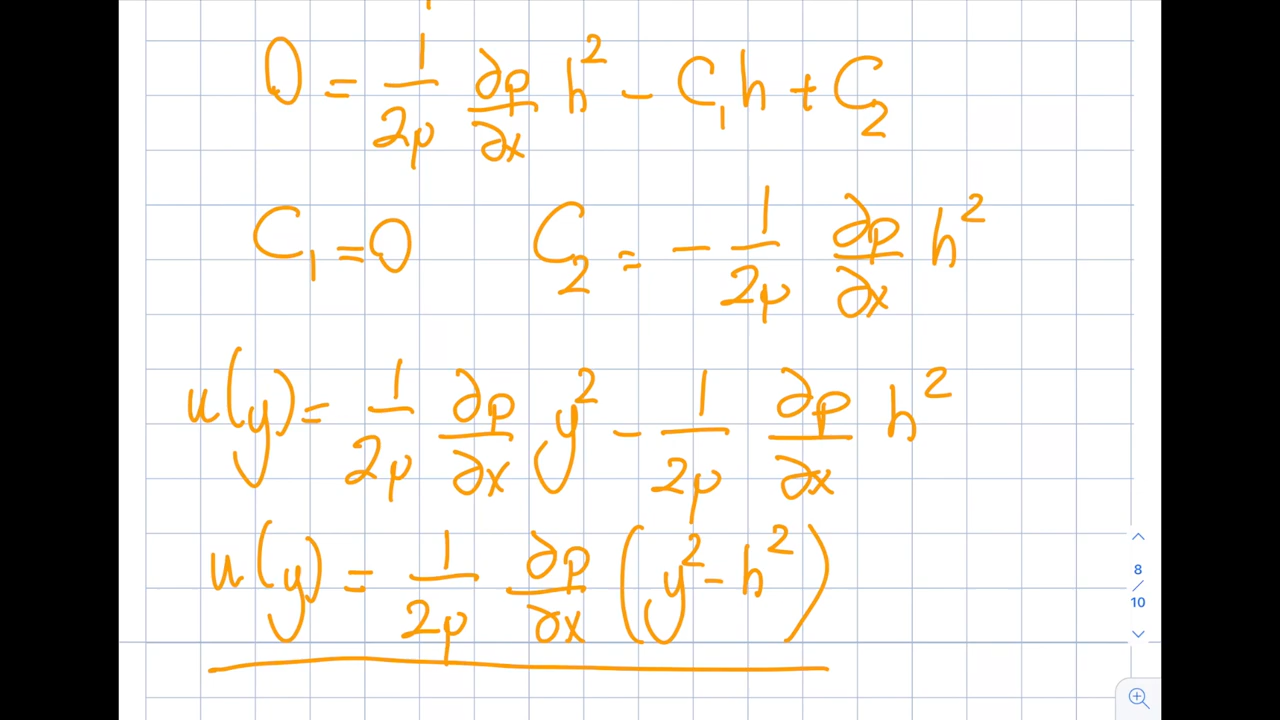 0 = 1/2μ ∂p/∂x h² - C₁h + C₂
C₁ = 0 C₂ = - 1/2μ ∂p/∂x h²
u(y) = 1/2μ ∂p/∂x y² - 1/2μ ∂p/∂x h²
u(y) = 1/2μ ∂p/∂x (y² - h²)
8
/
10